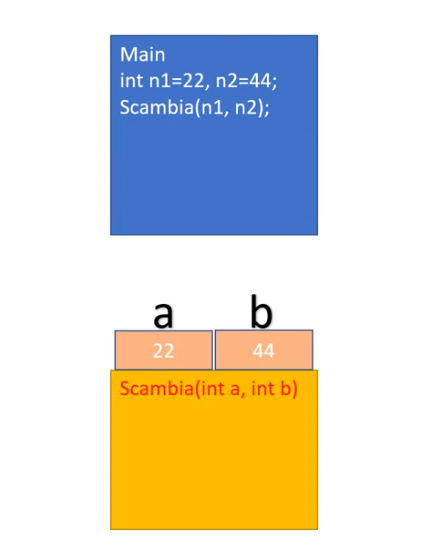 Main
int n1=22, n2=44;
Scambia(n1, n2);
a b
22 44
Scambia(int a, int b)